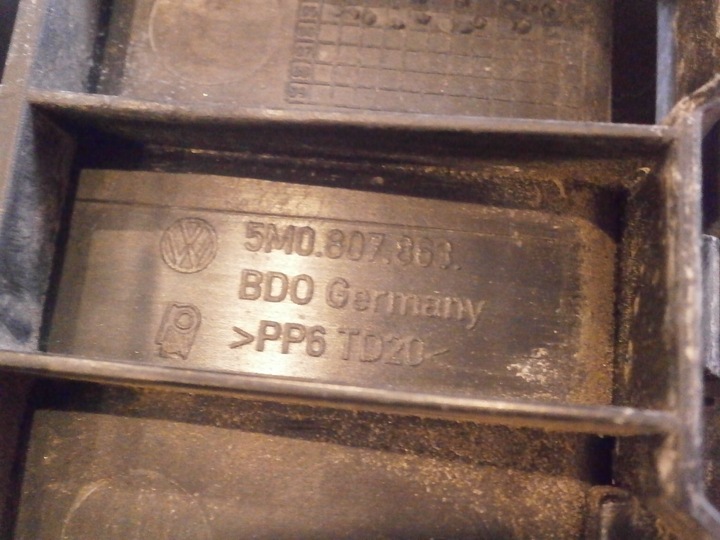 5M0.807.863.
BDO Germany
>PP6 TD20<